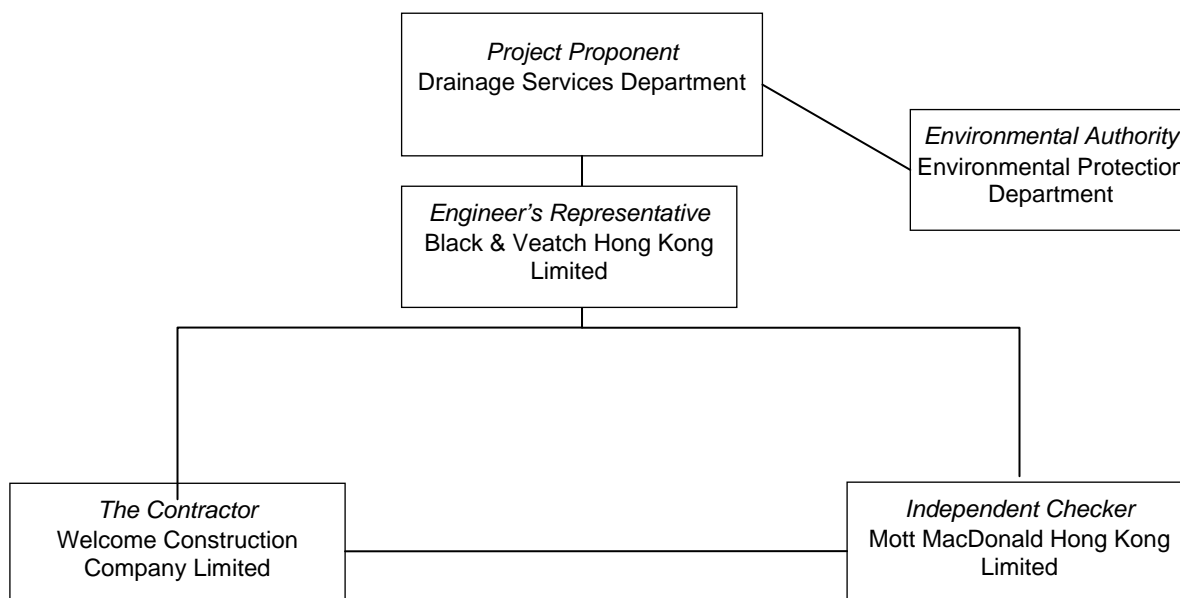 Project Proponent
Drainage Services Department
Environmental Authority
Environmental Protection
Department
Engineer’s Representative
Black & Veatch Hong Kong
Limited
The Contractor
Welcome Construction
Company Limited
Independent Checker
Mott MacDonald Hong Kong
Limited